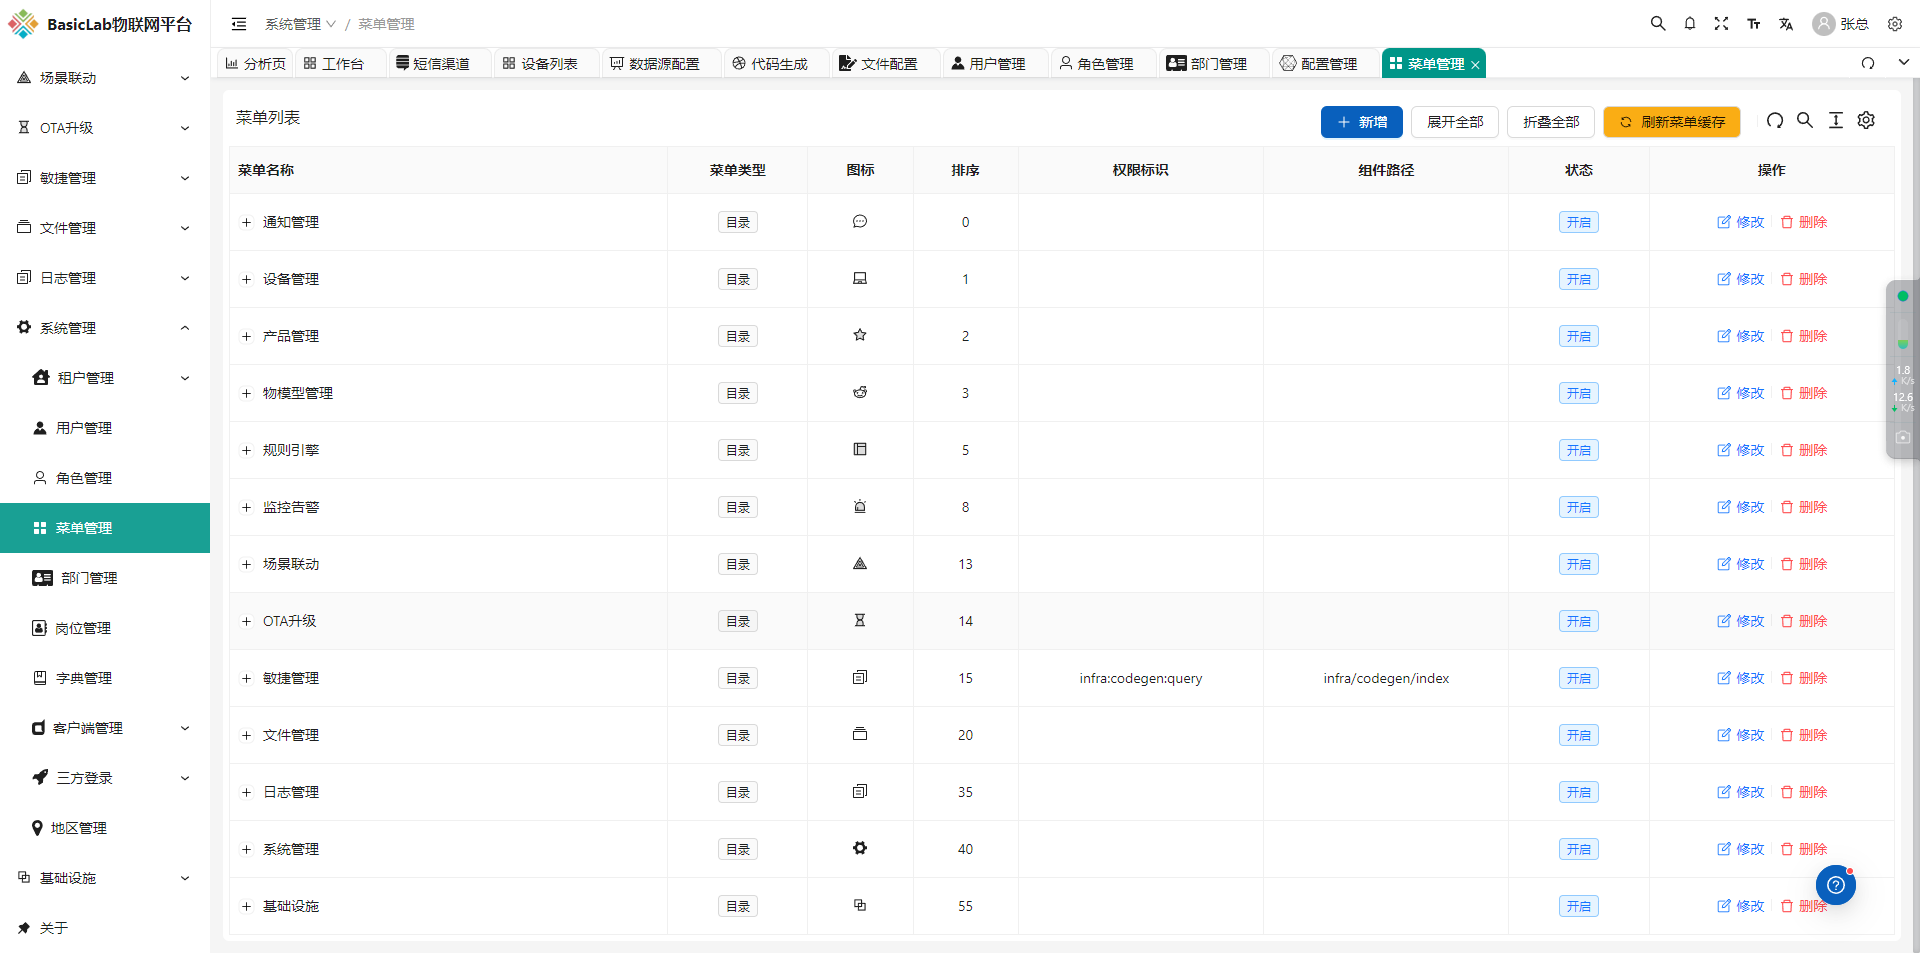 BasicLab物联网平台
系统管理 / 菜单管理
张总
分析页 工作台 短信渠道 设备列表 数据源配置 代码生成 文件配置 用户管理 角色管理 部门管理 配置管理 菜单管理
场景联动
OTA升级
敏捷管理
文件管理
日志管理
系统管理
租户管理
用户管理
角色管理
菜单管理
部门管理
岗位管理
字典管理
客户端管理
三方登录
地区管理
基础设施
关于
菜单列表
新增 展开全部 折叠全部 刷新菜单缓存
菜单名称 菜单类型 图标 排序 权限标识 组件路径 状态 操作
通知管理 目录 0 开启 修改 删除
设备管理 目录 1 开启 修改 删除
产品管理 目录 2 开启 修改 删除
物模型管理 目录 3 开启 修改 删除
规则引擎 目录 5 开启 修改 删除
监控告警 目录 8 开启 修改 删除
场景联动 目录 13 开启 修改 删除
OTA升级 目录 14 开启 修改 删除
敏捷管理 目录 15 infra:codegen:query infra/codegen/index 开启 修改 删除
文件管理 目录 20 开启 修改 删除
日志管理 目录 35 开启 修改 删除
系统管理 目录 40 开启 修改 删除
基础设施 目录 55 开启 修改 删除
1.8
K/s
12.6
K/s